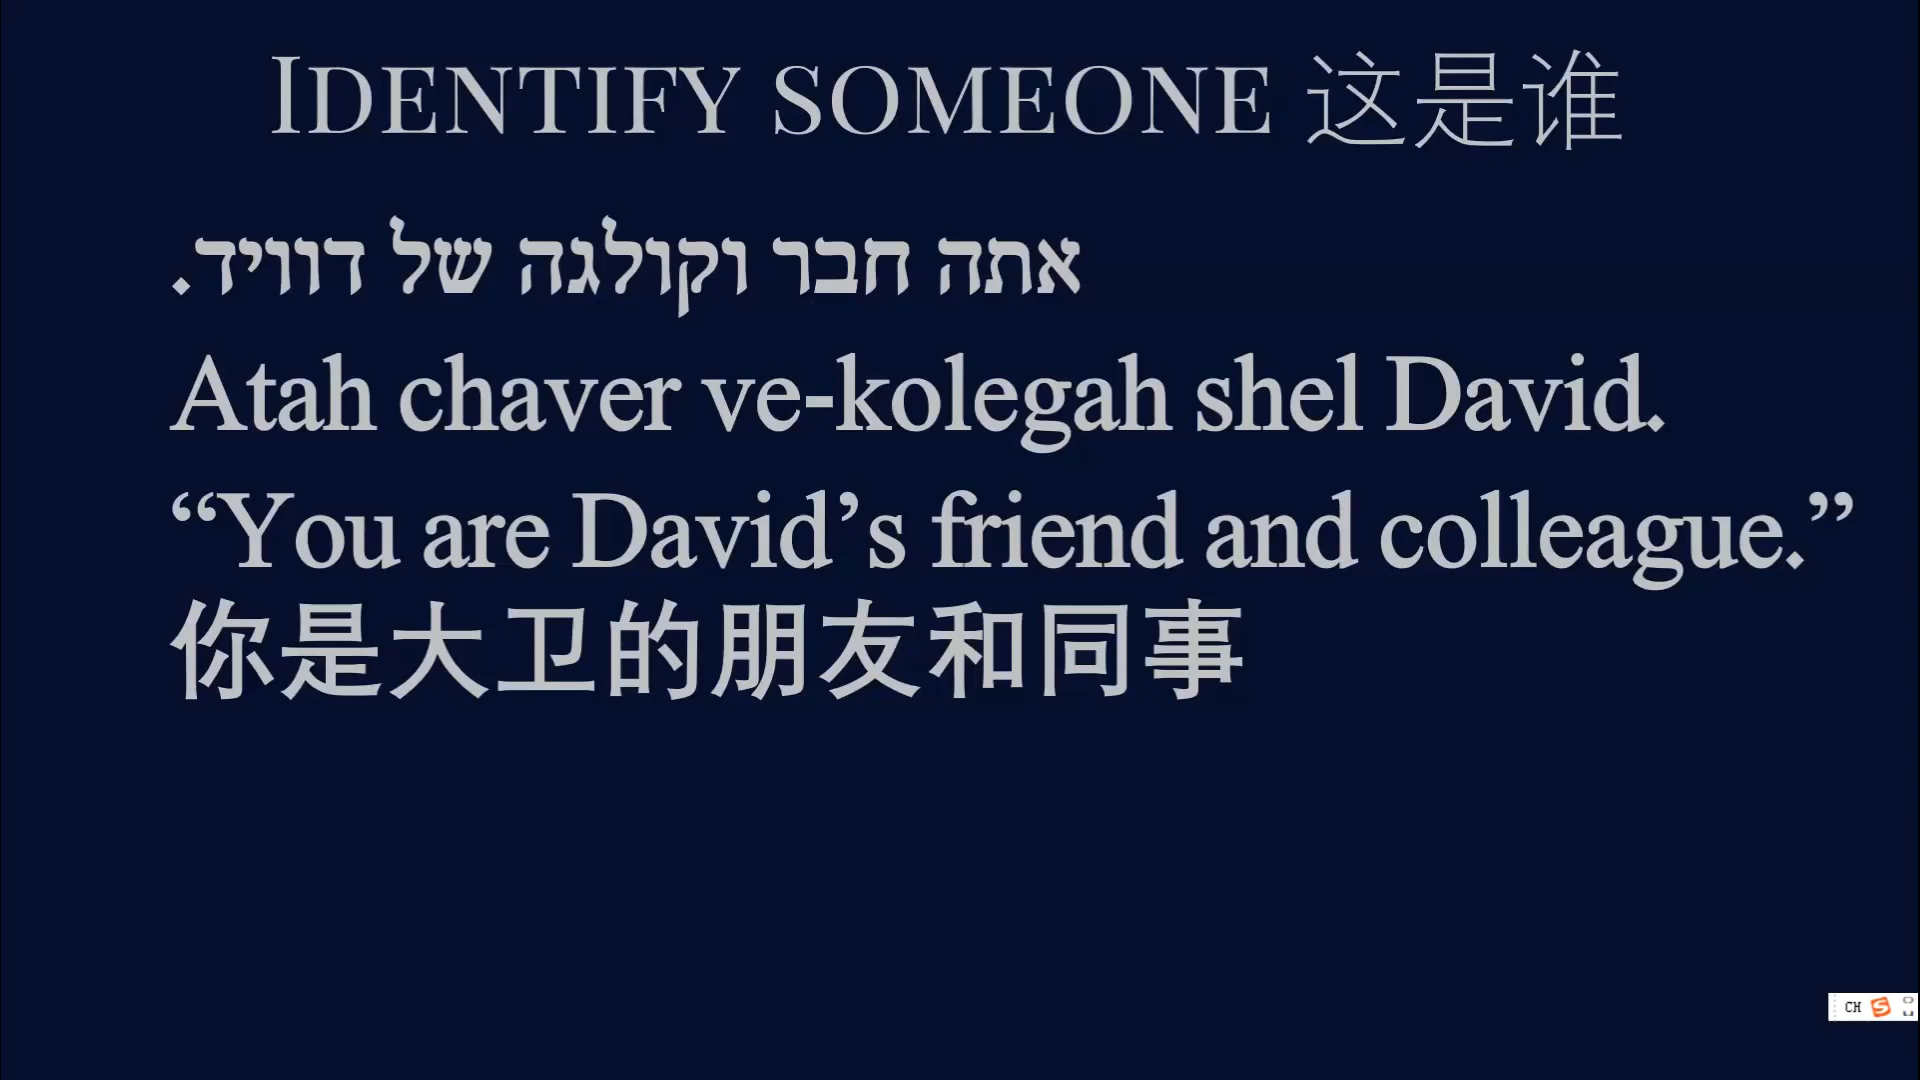 IDENTIFY SOMEONE 这是谁
אתה חבר וקולגה של דוויד.
Atah chaver ve-kolegah shel David.
“You are David’s friend and colleague.”
你是大卫的朋友和同事
CH